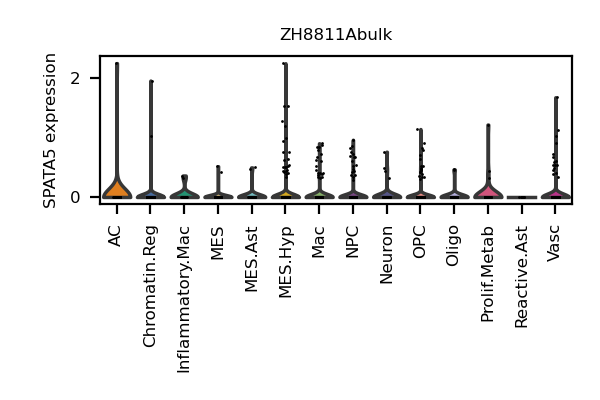 ZH8811Abulk
SPATA5 expression
2
0
AC
Chromatin.Reg
Inflammatory.Mac
MES
MES.Ast
MES.Hyp
Mac
NPC
Neuron
OPC
Oligo
Prolif.Metab
Reactive.Ast
Vasc